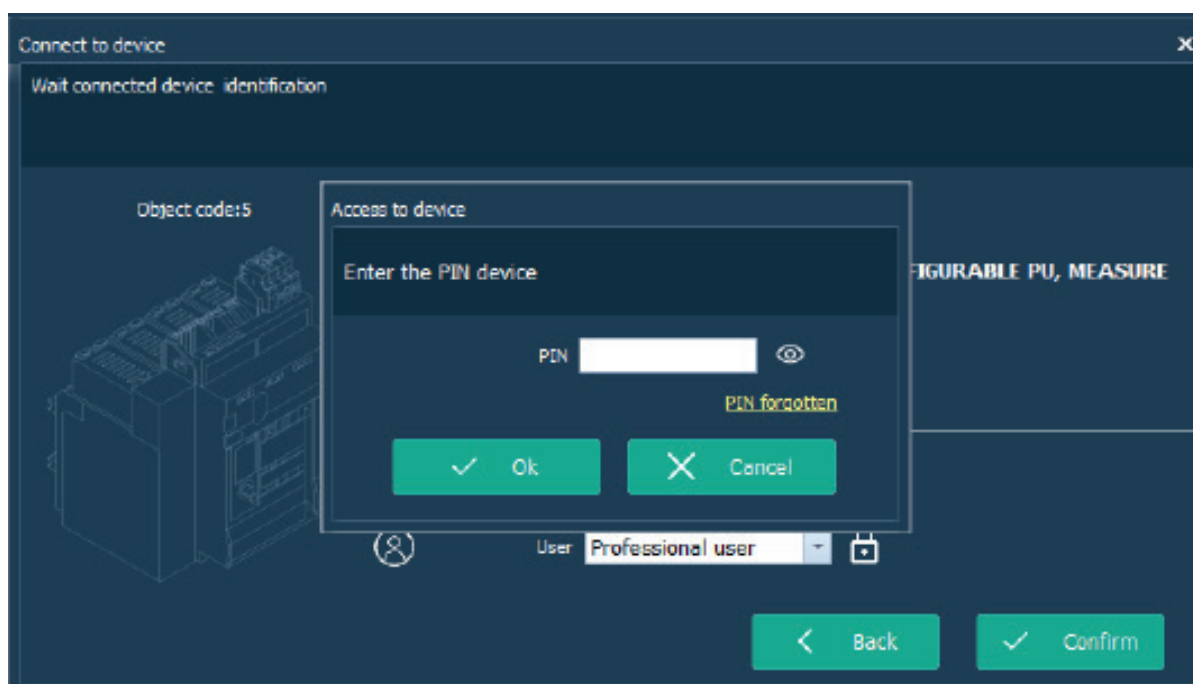 Connect to device
Wait connected device identification
Object code:5
Access to device
Enter the PIN device
FIGURABLE PU, MEASURE
PIN
PIN forgotten
Ok
Cancel
User Professional user
Back
Confirm